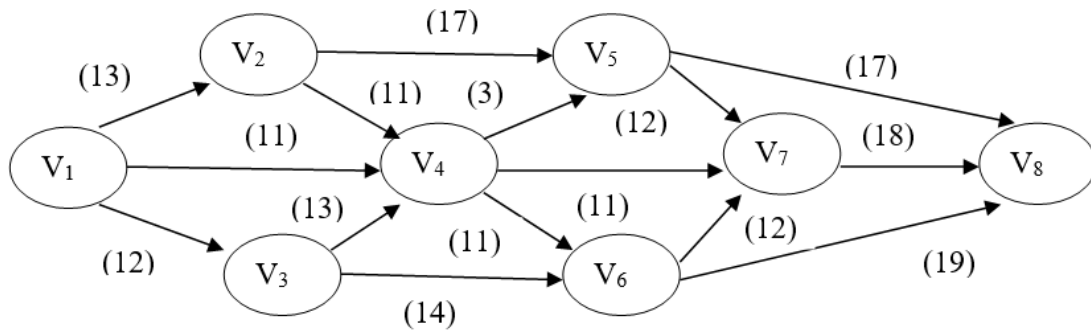 (17)
V₂
V₅
(13)
(11)
(3)
(17)
(12)
(11)
(18)
V₁
V₄
V₇
V₈
(13)
(11)
(12)
(11)
(12)
V₃
V₆
(19)
(14)